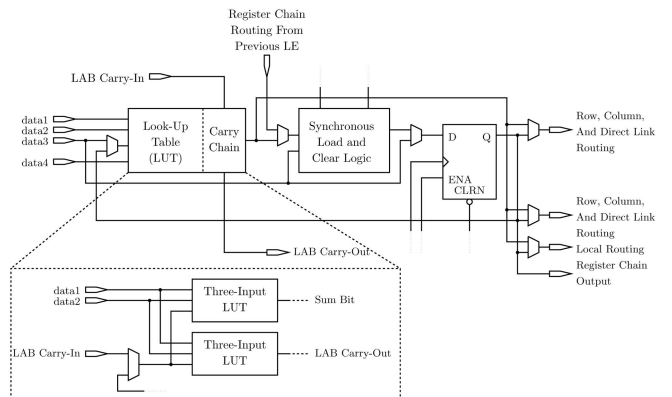 Register Chain
Routing From
Previous LE
LAB Carry-In
data1
data2
data3
data4
Look-Up
Table
(LUT)
Carry
Chain
Synchronous
Load and
Clear Logic
D
Q
ENA
CLRN
Row, Column,
And Direct Link
Routing
Row, Column,
And Direct Link
Routing
Local Routing
Register Chain
Output
LAB Carry-Out
data1
data2
Three-Input
LUT
Sum Bit
LAB Carry-In
Three-Input
LUT
LAB Carry-Out